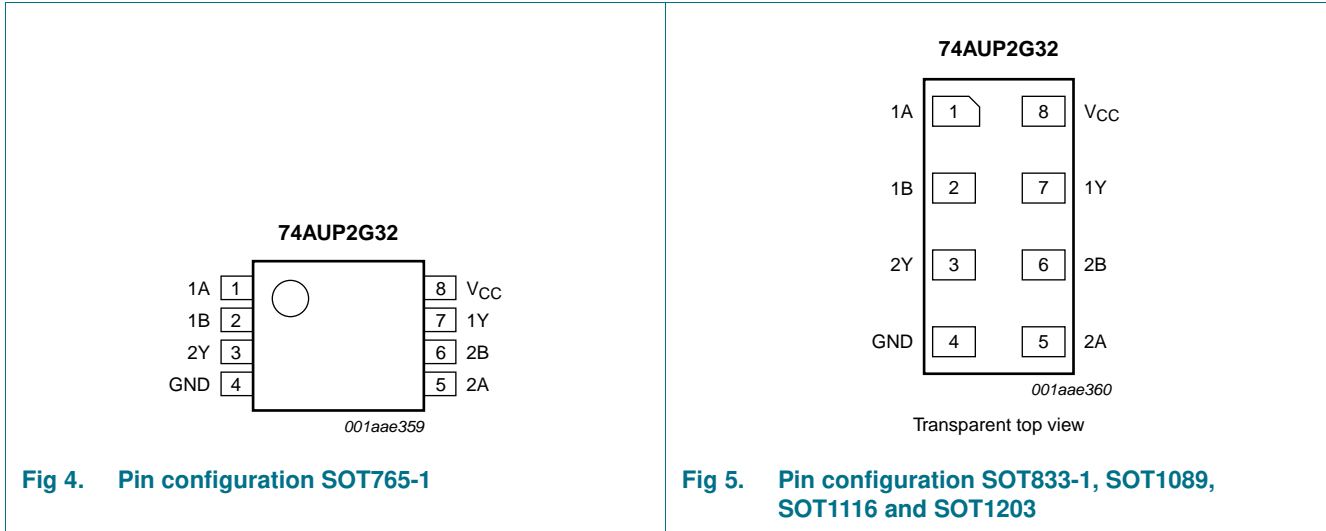 74AUP2G32
1A 1 8 VCC
1B 2 7 1Y
2Y 3 6 2B
GND 4 5 2A
001aae359
Fig 4. Pin configuration SOT765-1
74AUP2G32
1A 1 8 VCC
1B 2 7 1Y
2Y 3 6 2B
GND 4 5 2A
001aae360
Transparent top view
Fig 5. Pin configuration SOT833-1, SOT1089,
SOT1116 and SOT1203